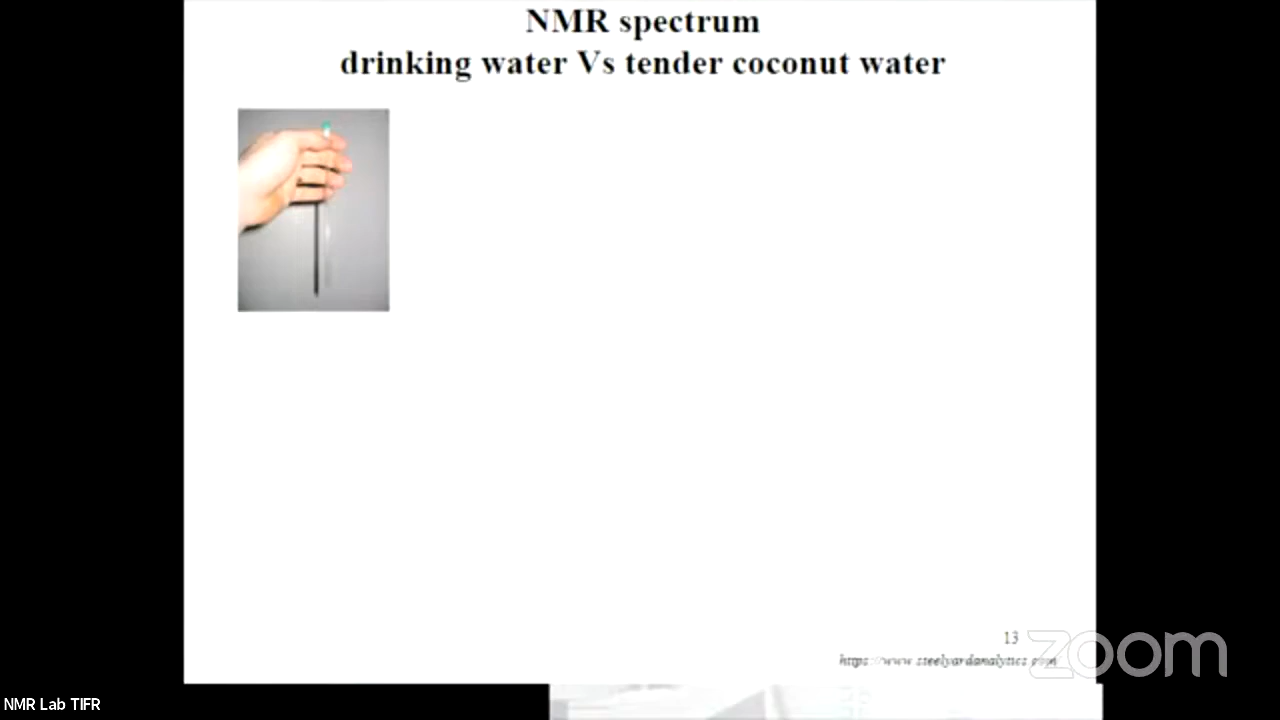 NMR spectrum
drinking water Vs tender coconut water
13
https://www.steelyardanalytics.com/
zoom
NMR Lab TIFR